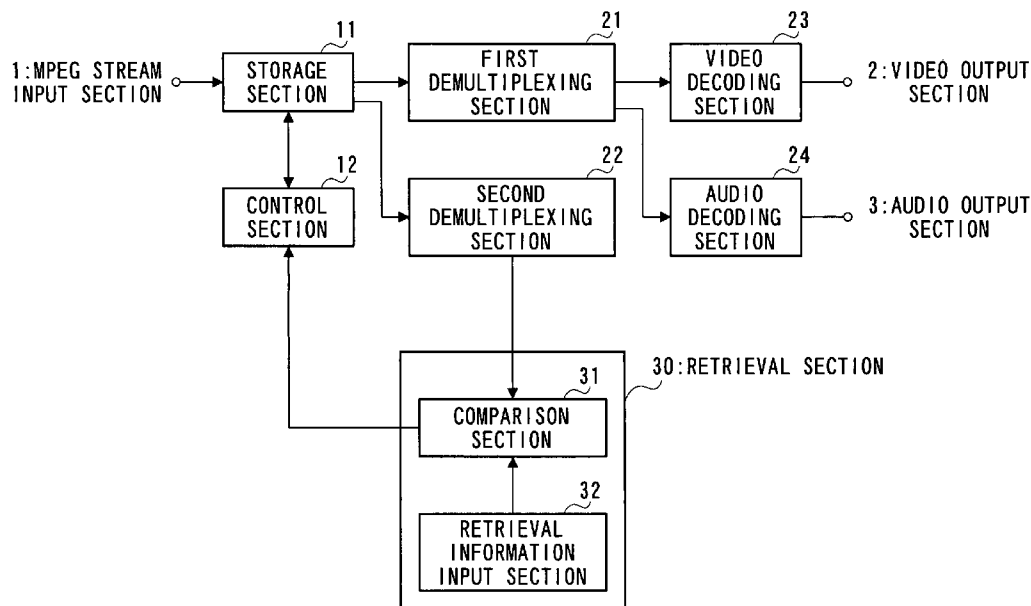 1:MPEG STREAM
INPUT SECTION
11
STORAGE
SECTION
21
FIRST
DEMULTIPLEXING
SECTION
23
VIDEO
DECODING
SECTION
2:VIDEO OUTPUT
SECTION
12
CONTROL
SECTION
22
SECOND
DEMULTIPLEXING
SECTION
24
AUDIO
DECODING
SECTION
3:AUDIO OUTPUT
SECTION
30:RETRIEVAL SECTION
31
COMPARISON
SECTION
32
RETRIEVAL
INFORMATION
INPUT SECTION